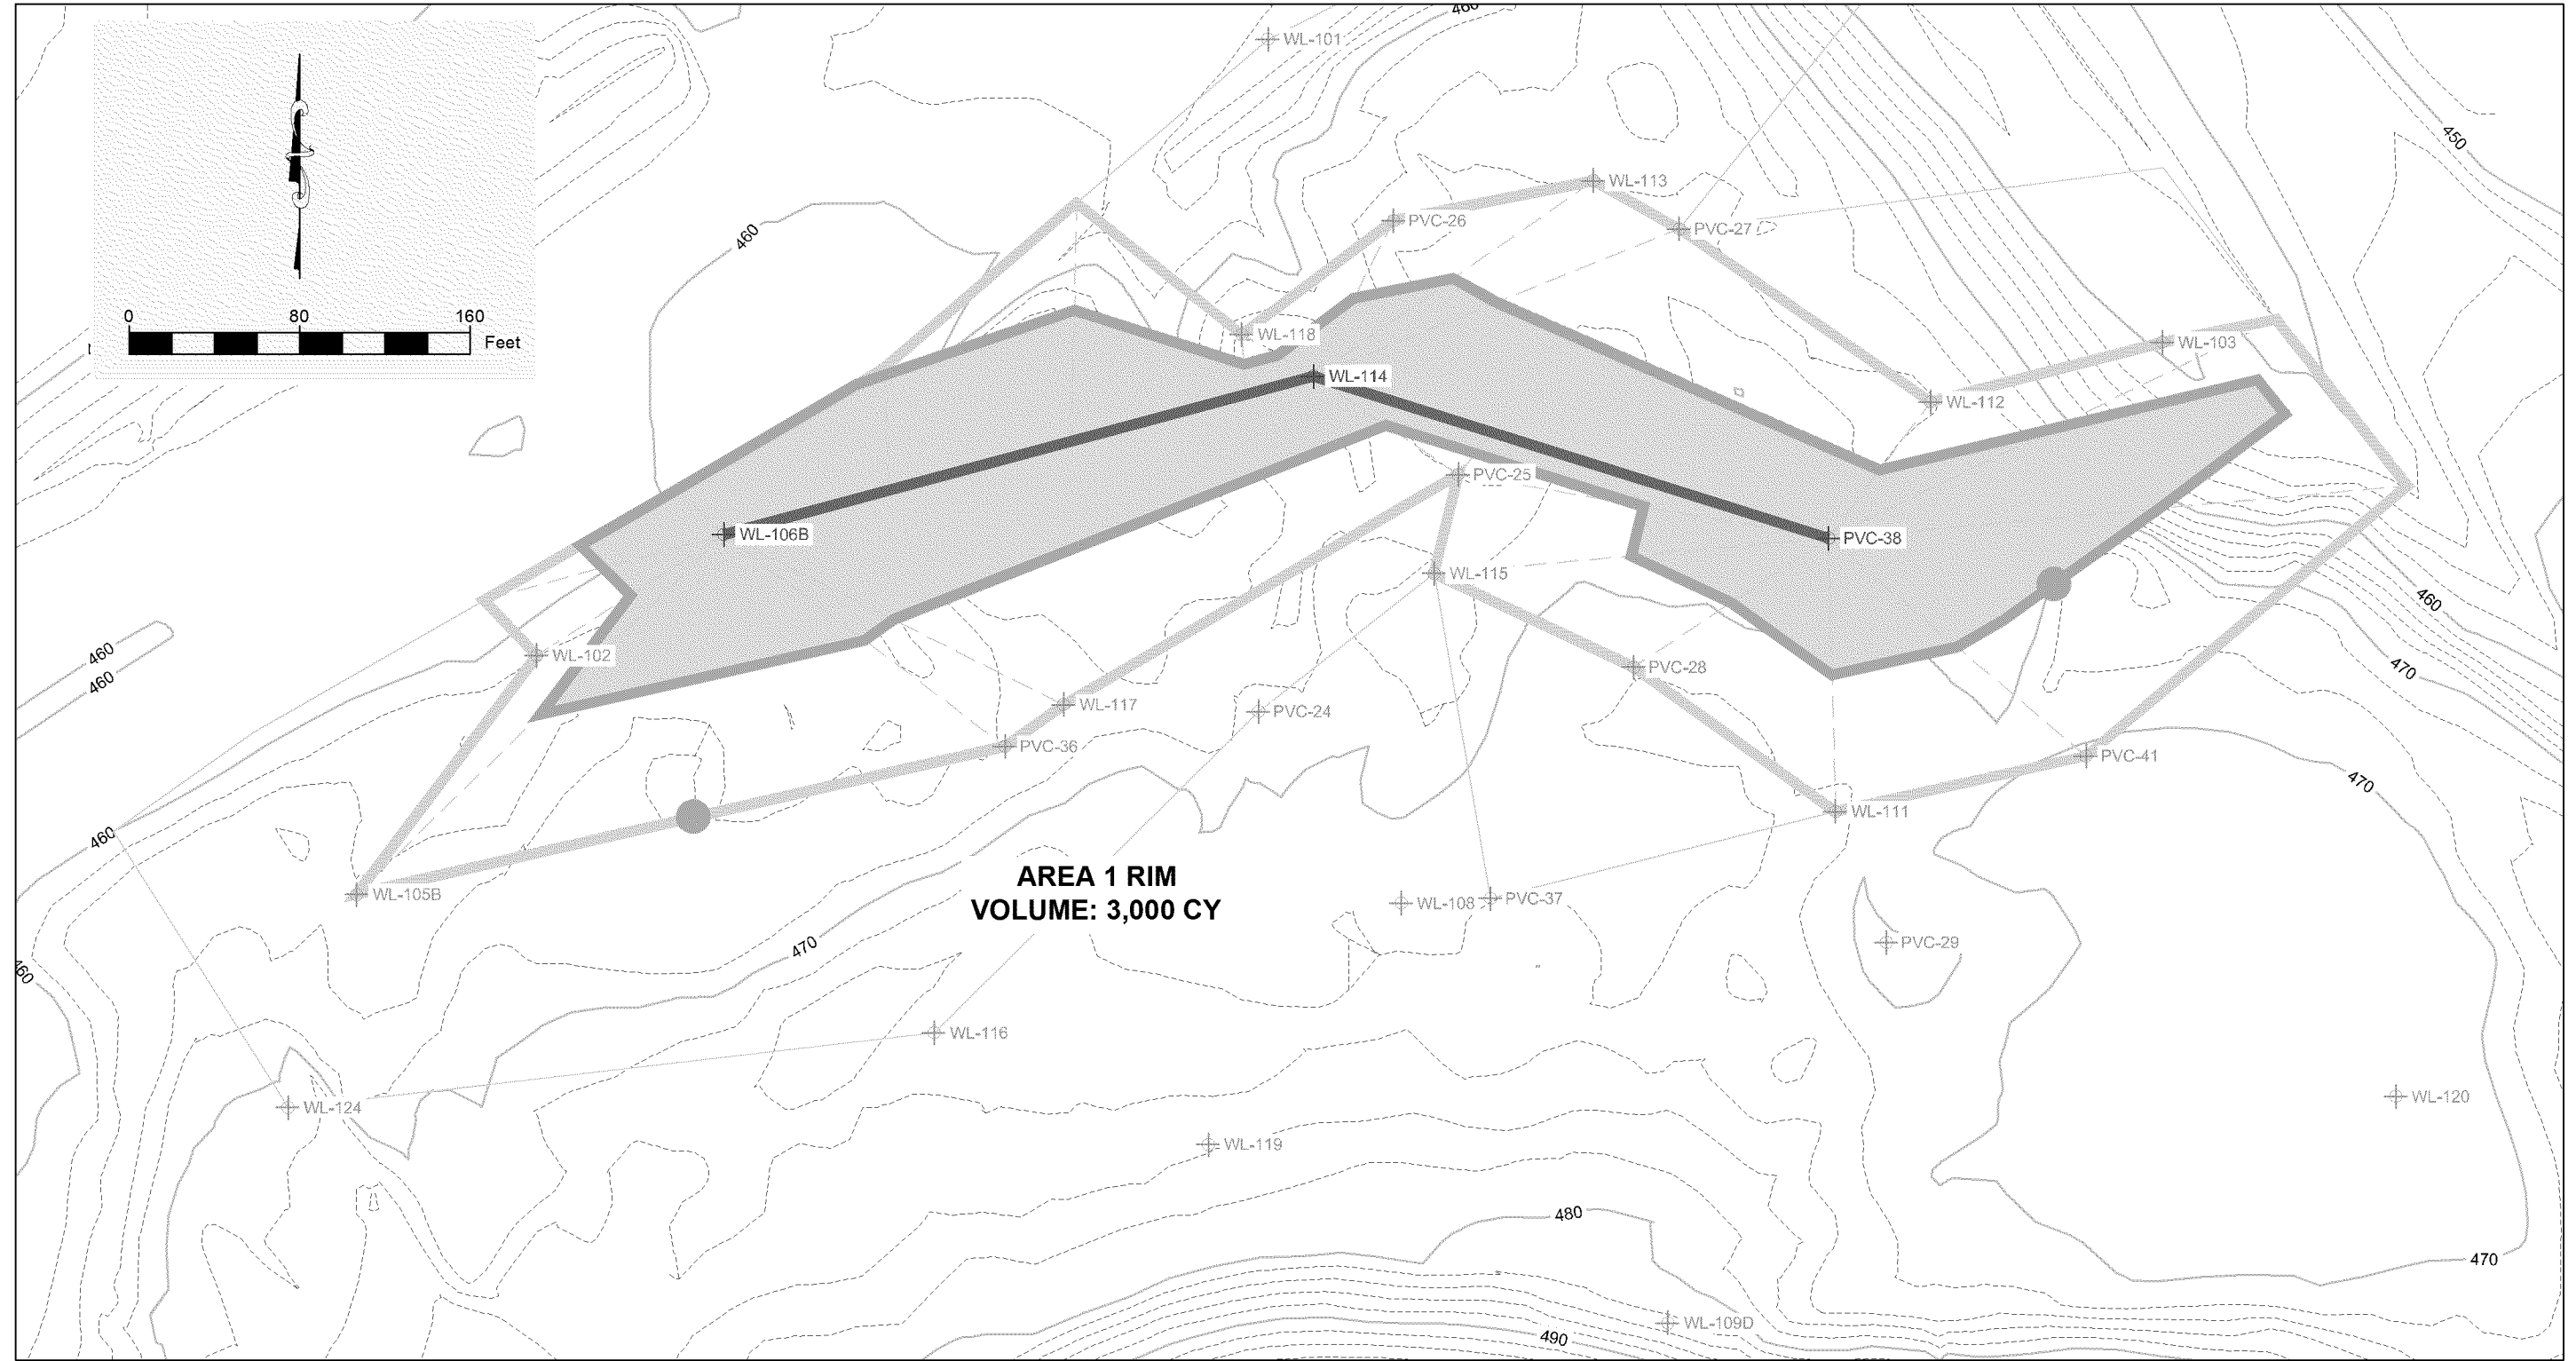 460
WL-101
450
WL-113
PVC-26
PVC-27
460
0 80 160
Feet
WL-118
WL-103
WL-114
WL-112
PVC-25
WL-106B
PVC-38
WL-115
460
460
WL-102
PVC-28
470
460
WL-117
PVC-24
PVC-36
PVC-41
470
WL-111
460
AREA 1 RIM
VOLUME: 3,000 CY
WL-105B
WL-108
PVC-37
470
PVC-29
460
WL-116
WL-124
WL-120
WL-119
480
470
WL-109D
490